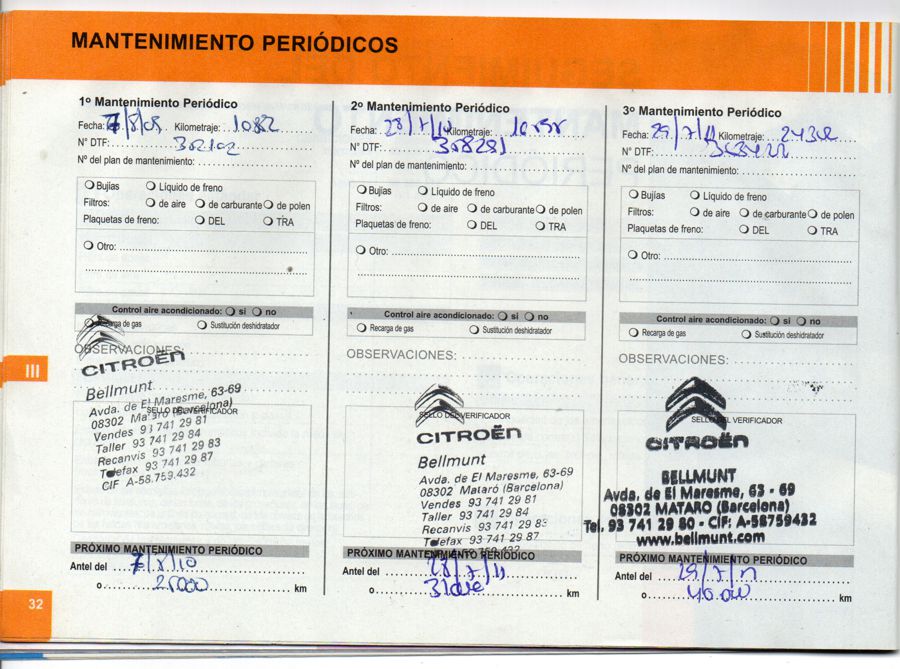 MANTENIMIENTO PERIÓDICOS
1º Mantenimiento Periódico
Fecha: 7/8/09 Kilometraje: 1082
N° DTF: 302102
Nº del plan de mantenimiento:
Bujías Líquido de freno
Filtros: de aire de carburante de polen
Plaquetas de freno: DEL TRA
Otro:
Control aire acondicionado: si no
Recarga de gas Sustitución deshidratador
OBSERVACIONES:
CITROËN
Bellmunt
Avda. de El Maresme, 63-69
SELLO DEL VERIFICADOR
08302 Mataró (Barcelona)
Vendes 93 741 29 81
Taller 93 741 29 84
Recanvis 93 741 29 83
Telefax 93 741 29 87
CIF A-58.759.432
PRÓXIMO MANTENIMIENTO PERIÓDICO
Antel del 7/8/10
o 25000 km
2º Mantenimiento Periódico
Fecha: 28/7/10 Kilometraje:
N° DTF: 308281
Nº del plan de mantenimiento:
Bujías Líquido de freno
Filtros: de aire de carburante de polen
Plaquetas de freno: DEL TRA
Otro:
Control aire acondicionado: si no
Recarga de gas Sustitución deshidratador
OBSERVACIONES:
SELLO DEL VERIFICADOR
CITROËN
Bellmunt
Avda. de El Maresme, 63-69
08302 Mataró (Barcelona)
Vendes 93 741 29 81
Taller 93 741 29 84
Recanvis 93 741 29 83
Telefax 93 741 29 87
PRÓXIMO MANTENIMIENTO PERIÓDICO
Antel del 28/7/11
o km
3º Mantenimiento Periódico
Fecha: 29/7/11 Kilometraje:
N° DTF:
Nº del plan de mantenimiento:
Bujías Líquido de freno
Filtros: de aire de carburante de polen
Plaquetas de freno: DEL TRA
Otro:
Control aire acondicionado: si no
Recarga de gas Sustitución deshidratador
OBSERVACIONES:
SELLO DEL VERIFICADOR
CITROËN
BELLMUNT
Avda. de El Maresme, 63 - 69
08302 MATARO (Barcelona)
Tel. 93 741 29 80 - CIF: A-58759432
www.bellmunt.com
PRÓXIMO MANTENIMIENTO PERIÓDICO
Antel del 29/7/11
o 40.000 km
III
32